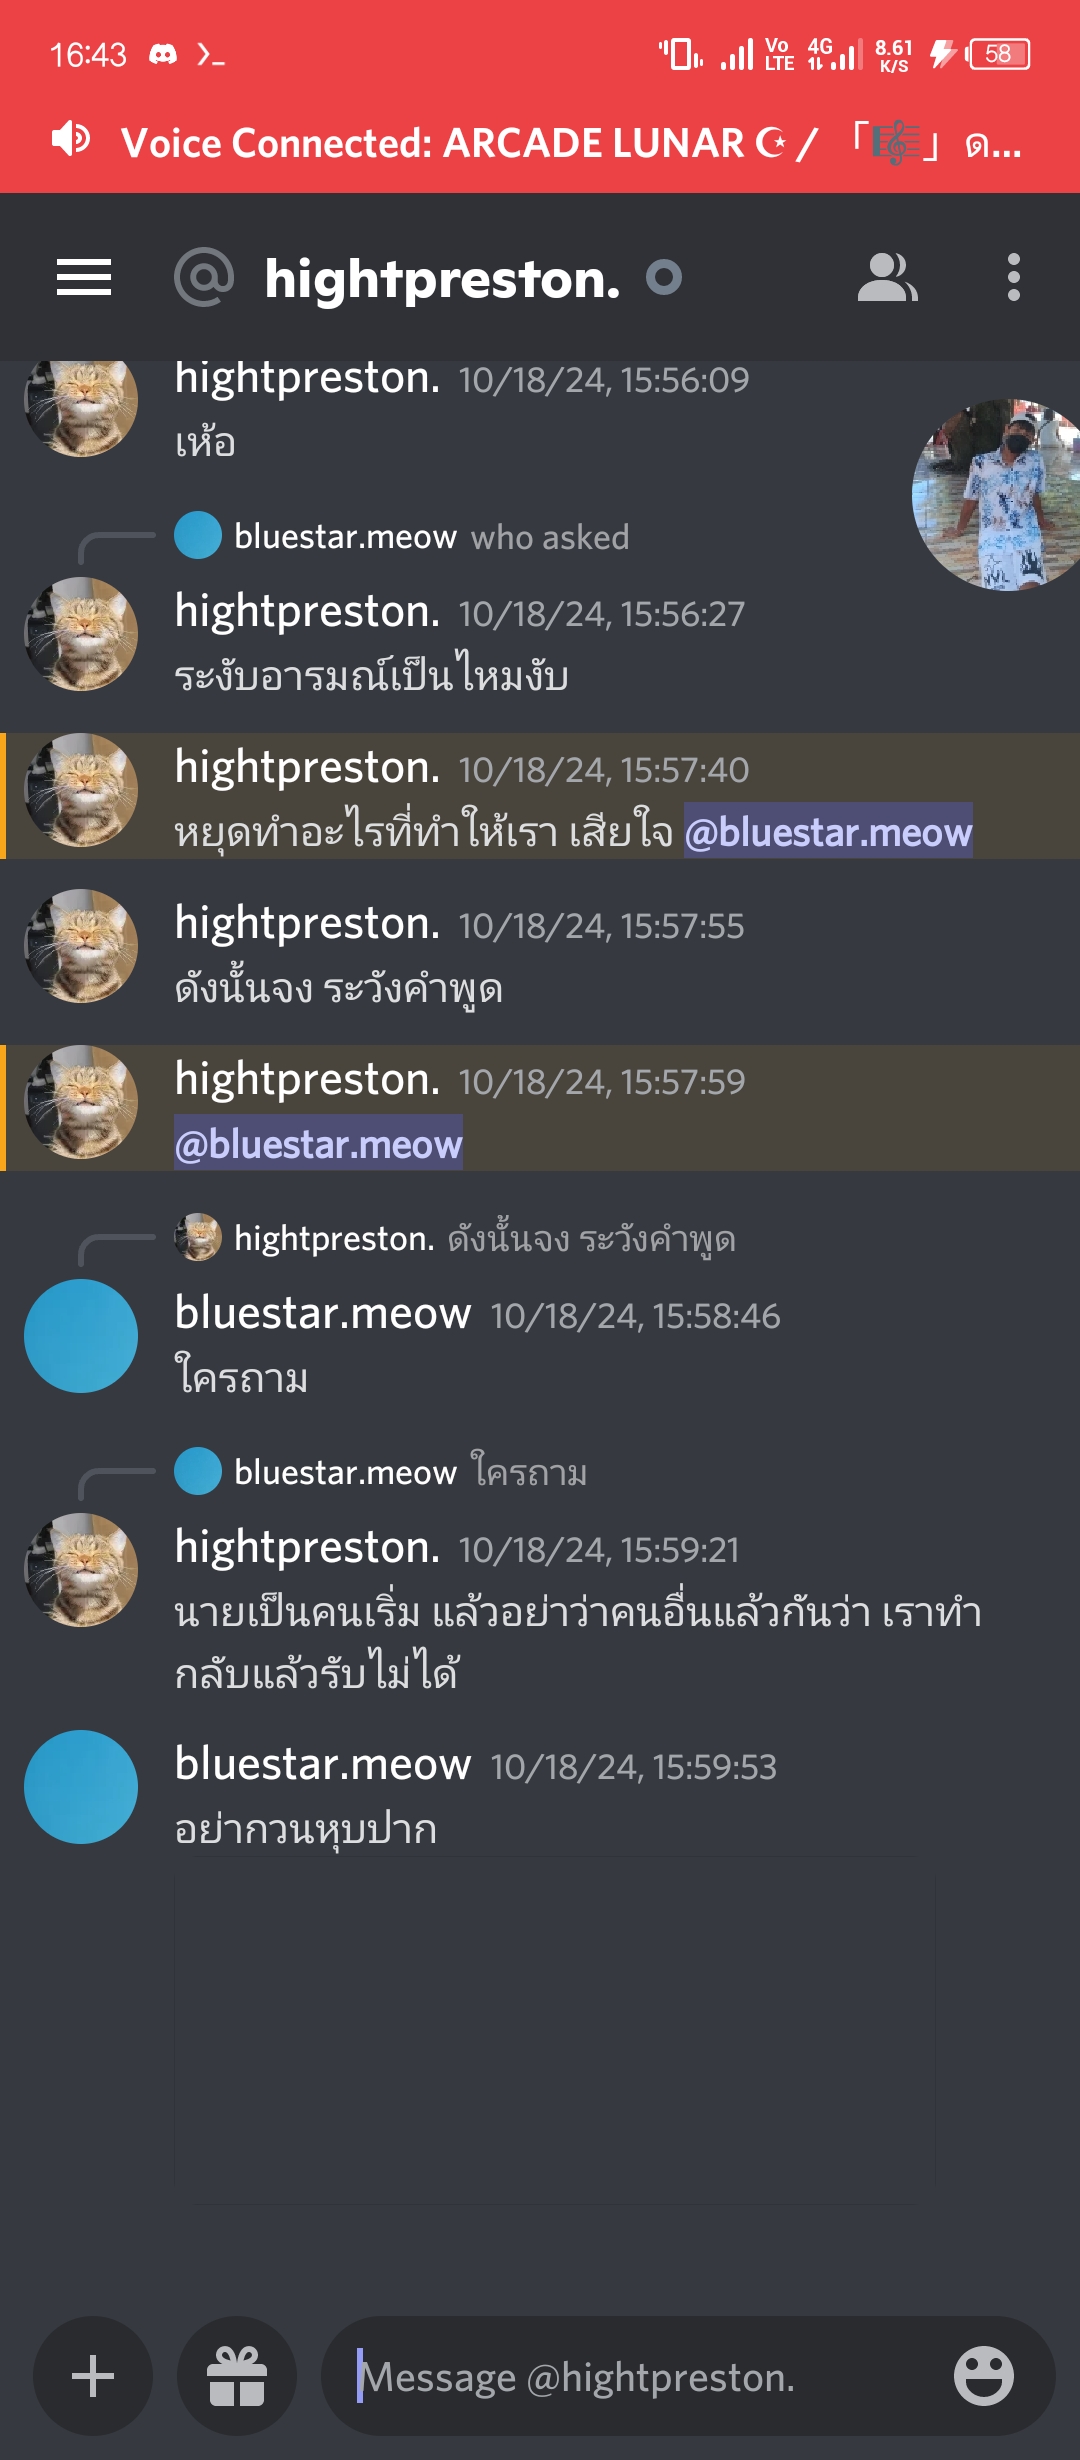 16:43
Vo LTE 4G 8.61 K/S 58
Voice Connected: ARCADE LUNAR ☪ / 「🎼」 ด...
@ hightpreston.
hightpreston. 10/18/24, 15:56:09
เห้อ
bluestar.meow who asked
hightpreston. 10/18/24, 15:56:27
ระงับอารมณ์เป็นไหมงับ
hightpreston. 10/18/24, 15:57:40
หยุดทำอะไรที่ทำให้เรา เสียใจ @bluestar.meow
hightpreston. 10/18/24, 15:57:55
ดังนั้นจง ระวังคำพูด
hightpreston. 10/18/24, 15:57:59
@bluestar.meow
hightpreston. ดังนั้นจง ระวังคำพูด
bluestar.meow 10/18/24, 15:58:46
ใครถาม
bluestar.meow ใครถาม
hightpreston. 10/18/24, 15:59:21
นายเป็นคนเริ่ม แล้วอย่าว่าคนอื่นแล้วกันว่า เราทำ
กลับแล้วรับไม่ได้
bluestar.meow 10/18/24, 15:59:53
อย่ากวนหุบปาก
Message @hightpreston.